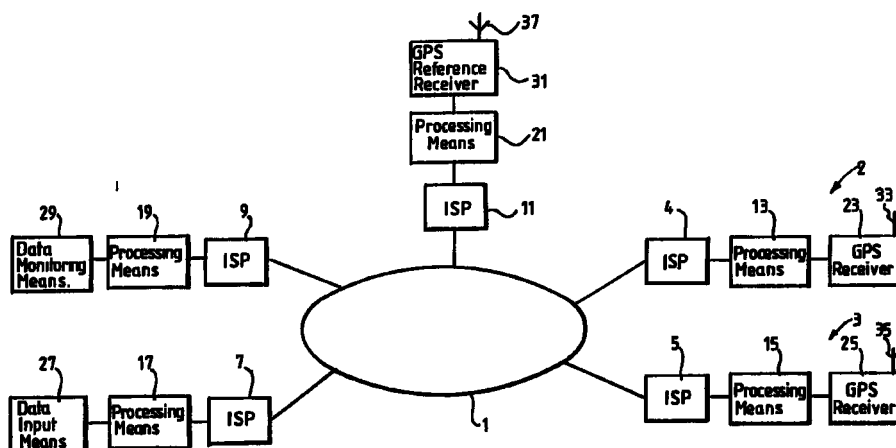 37
GPS
Reference
Receiver
31
Processing
Means
21
ISP
11
29
19
9
4
13
2
33
23
Data
Monitoring
Means.
Processing
Means
ISP
ISP
Processing
Means
GPS
Receiver
27
17
7
5
15
3
35
25
Data
Input
Means
Processing
Means
ISP
1
ISP
Processing
Means
GPS
Receiver